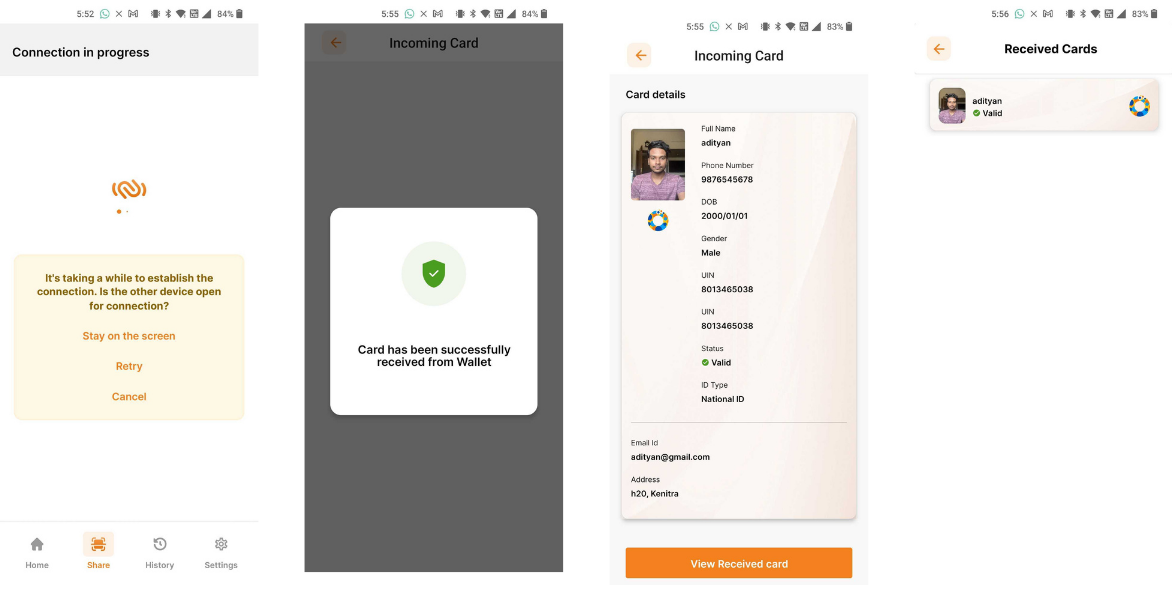 5:52 84%
Connection in progress
It's taking a while to establish the
connection. Is the other device open
for connection?
Stay on the screen
Retry
Cancel
Home Share History Settings
5:55 84%
Incoming Card
Card has been successfully
received from Wallet
5:55 83%
Incoming Card
Card details
Full Name
adityan
Phone Number
9876545678
DOB
2000/01/01
Gender
Male
UIN
8013465038
UIN
8013465038
Status
Valid
ID Type
National ID
Email Id
adityan@gmail.com
Address
h20, Kenitra
View Received card
5:56 83%
Received Cards
adityan
Valid